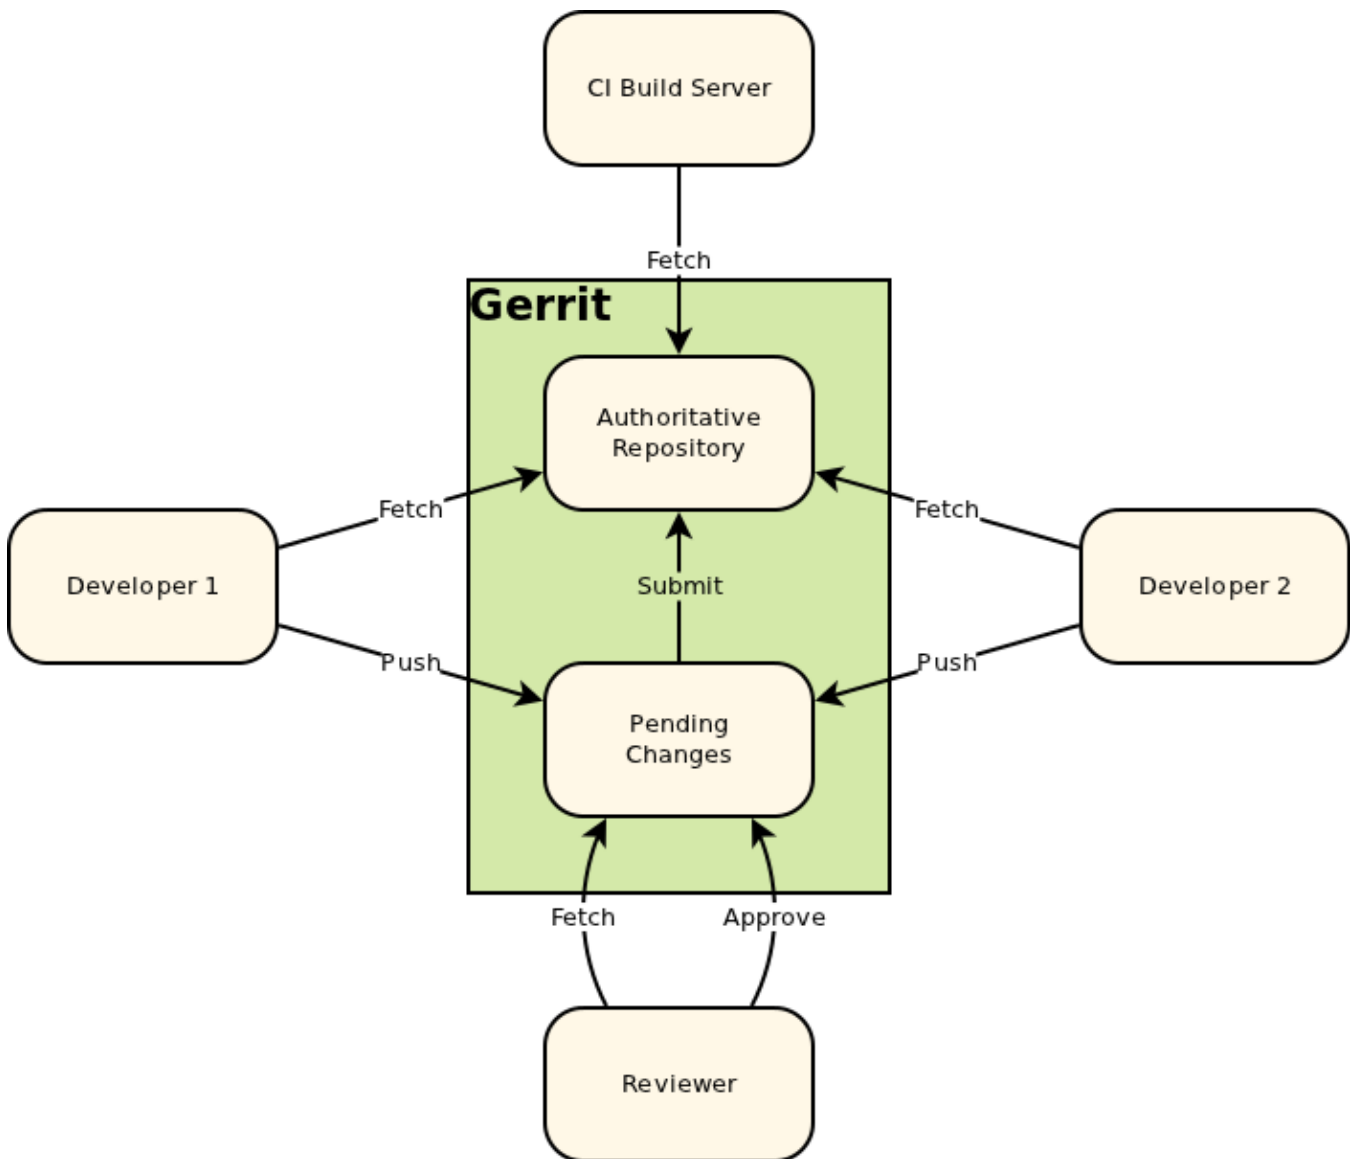 CI Build Server
Fetch
Gerrit
Authoritative
Repository
Fetch
Fetch
Developer 1
Submit
Developer 2
Push
Push
Pending
Changes
Fetch
Approve
Reviewer